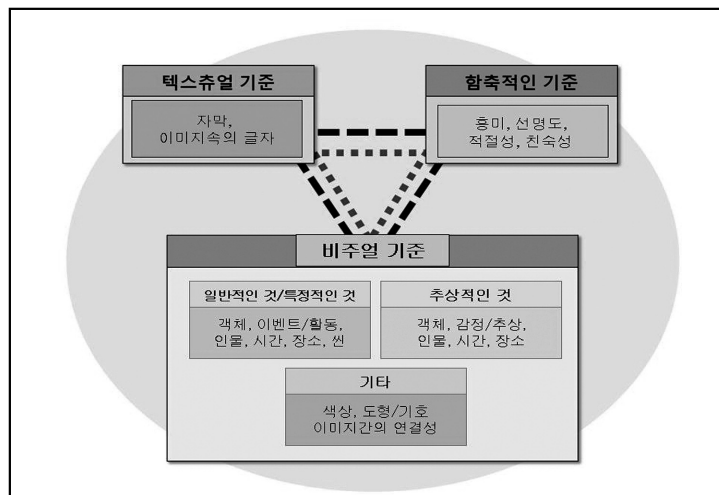 텍스츄얼 기준
자막,
이미지속의 글자
함축적인 기준
흥미, 선명도,
적절성, 친숙성
비주얼 기준
일반적인 것/특정적인 것
객체, 이벤트/활동,
인물, 시간, 장소, 씬
추상적인 것
객체, 감정/추상,
인물, 시간, 장소
기타
색상, 도형/기호
이미지간의 연결성